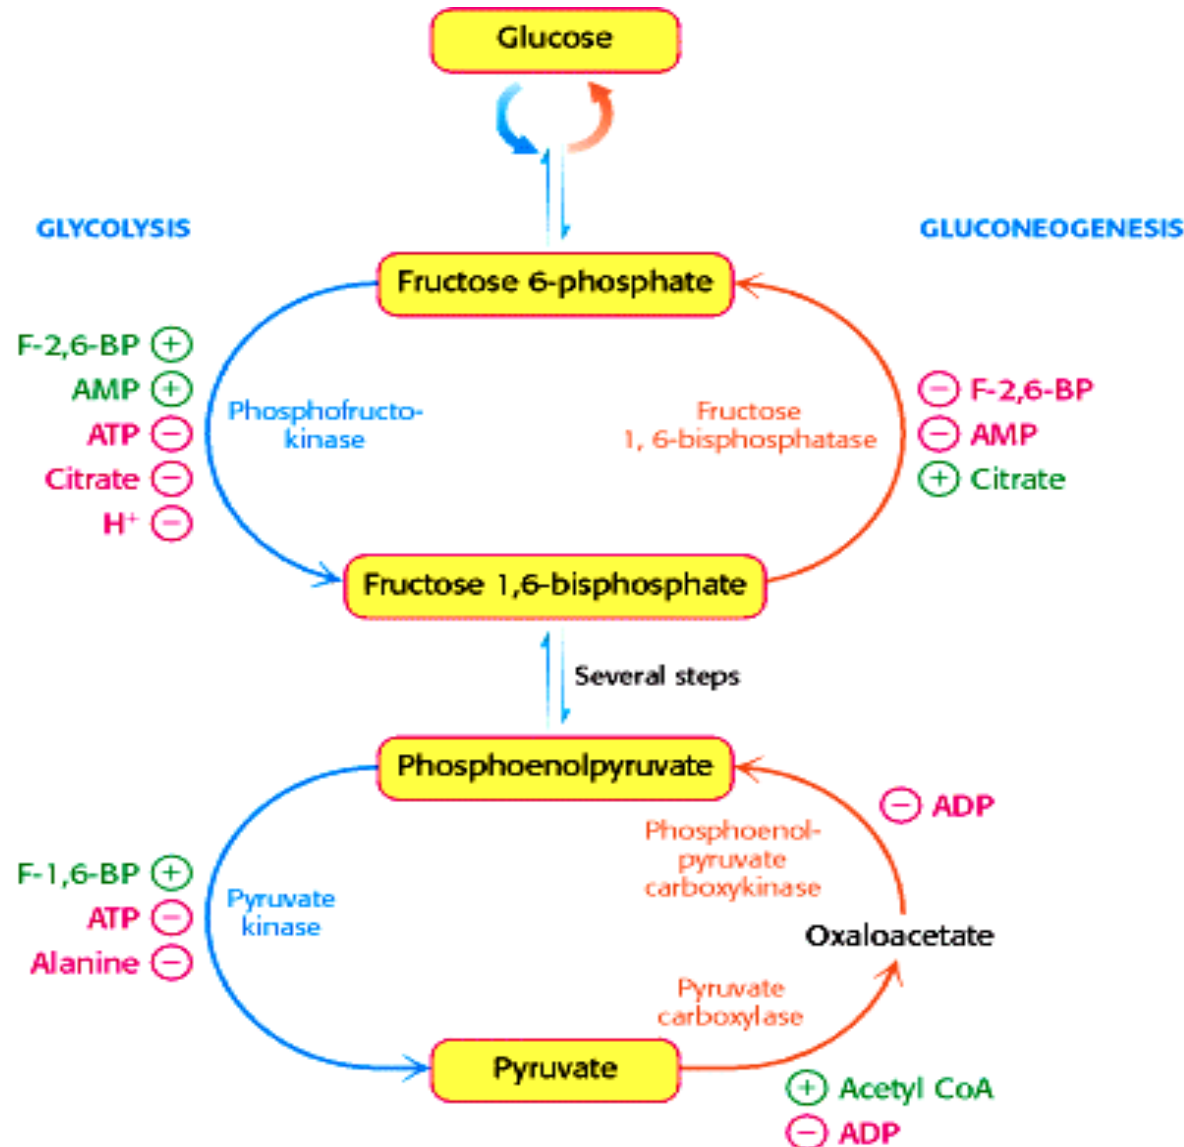 Glucose
GLYCOLYSIS
GLUCONEOGENESIS
Fructose 6-phosphate
F-2,6-BP +
AMP +
ATP −
Citrate −
H⁺ −
Phosphofructo-
kinase
Fructose
1, 6-bisphosphatase
− F-2,6-BP
− AMP
+ Citrate
Fructose 1,6-bisphosphate
Several steps
Phosphoenolpyruvate
F-1,6-BP +
ATP −
Alanine −
Pyruvate
kinase
Phosphoenol-
pyruvate
carboxykinase
− ADP
Oxaloacetate
Pyruvate
carboxylase
Pyruvate
+ Acetyl CoA
− ADP